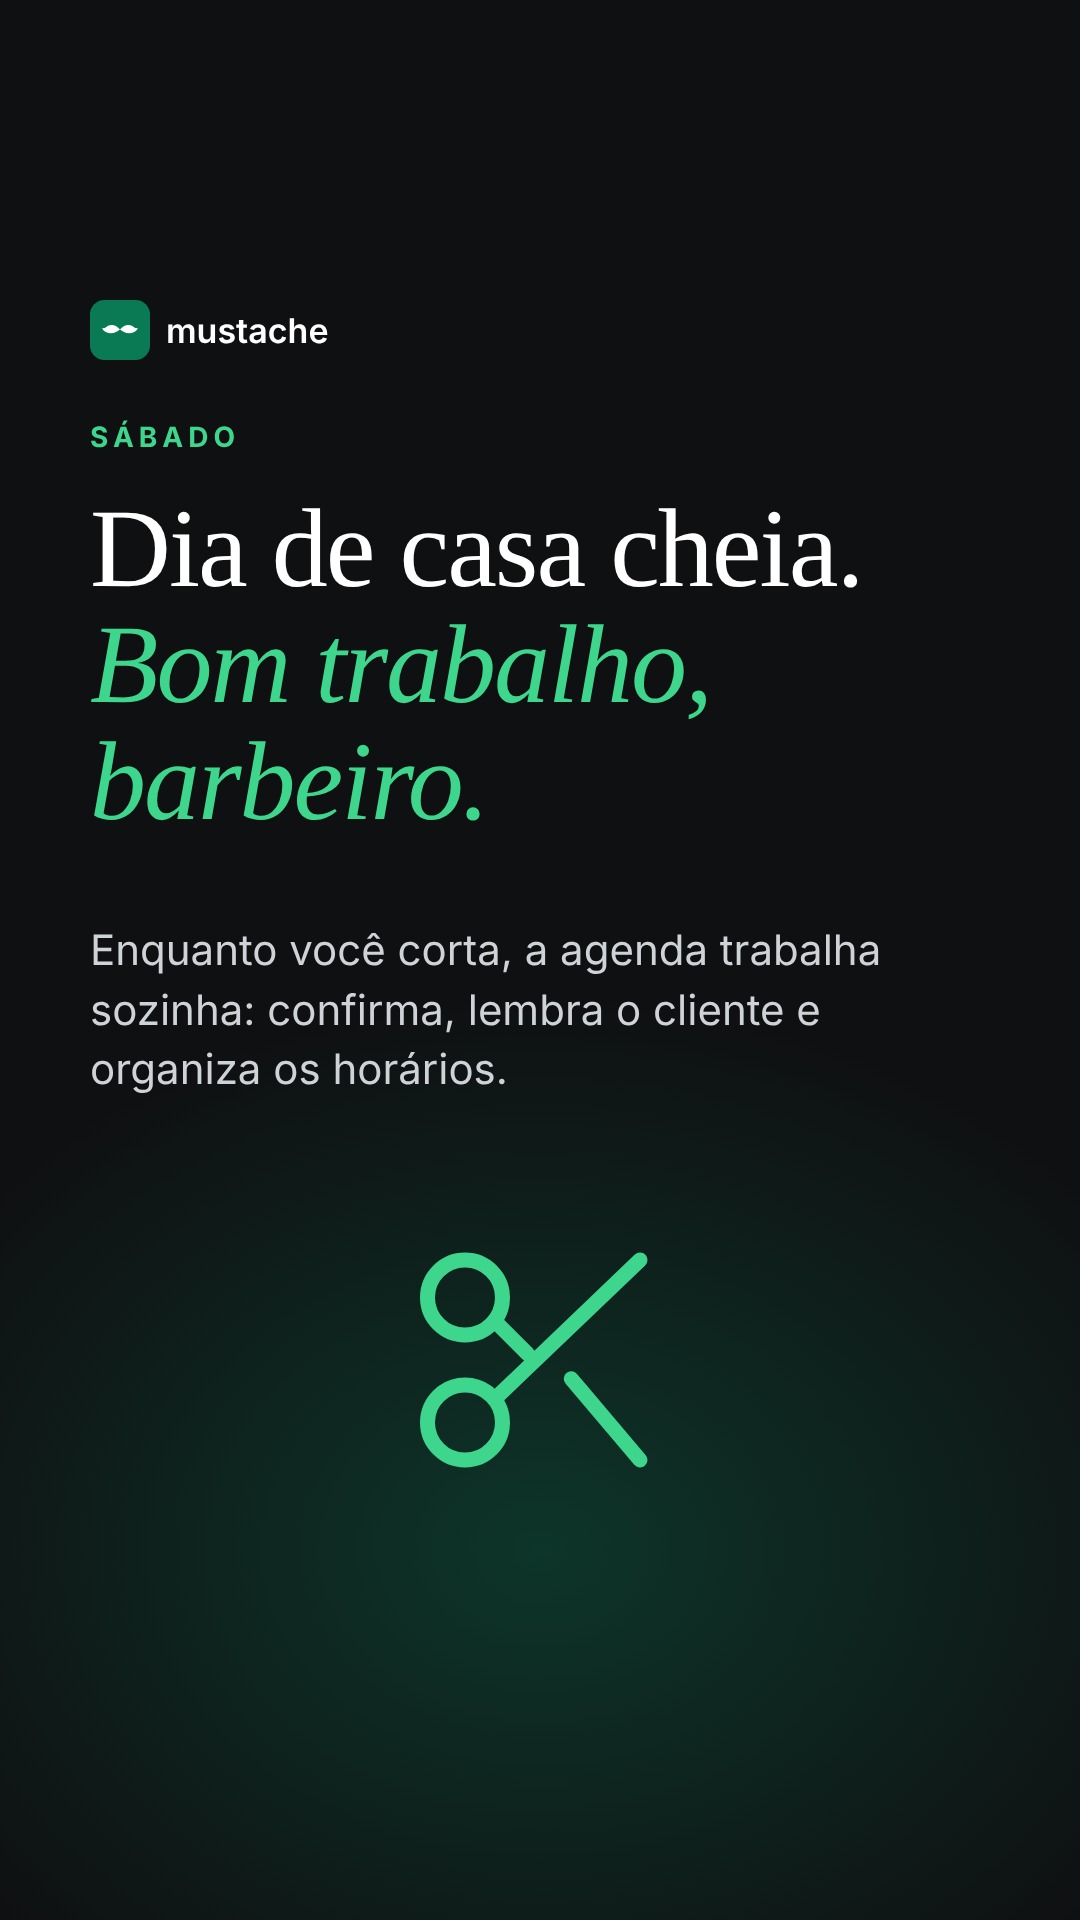 mustache
SÁBADO
Dia de casa cheia.
Bom trabalho,
barbeiro.
Enquanto você corta, a agenda trabalha
sozinha: confirma, lembra o cliente e
organiza os horários.